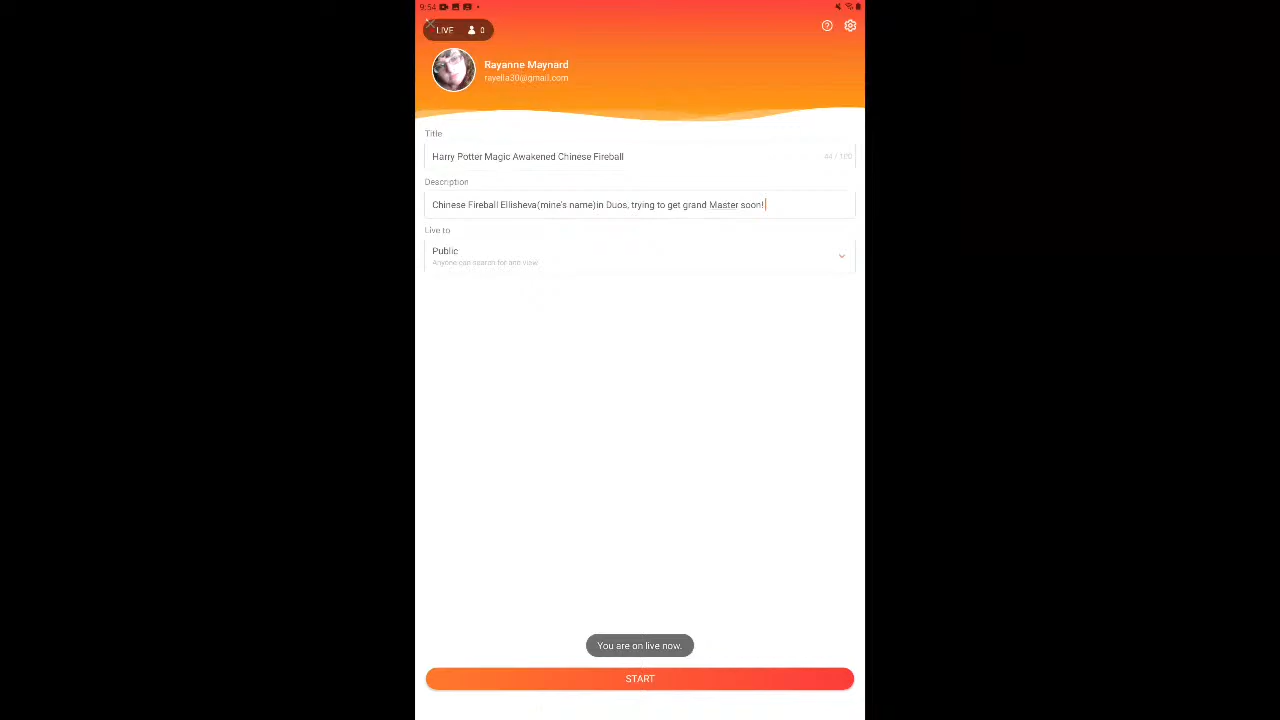 9:54
LIVE 0
Rayanne Maynard
rayella30@gmail.com
Title
Harry Potter Magic Awakened Chinese Fireball
44 / 100
Description
Chinese Fireball Ellisheva(mine's name)in Duos, trying to get grand Master soon!
Live to
Public
Anyone can search for and view
You are on live now.
START